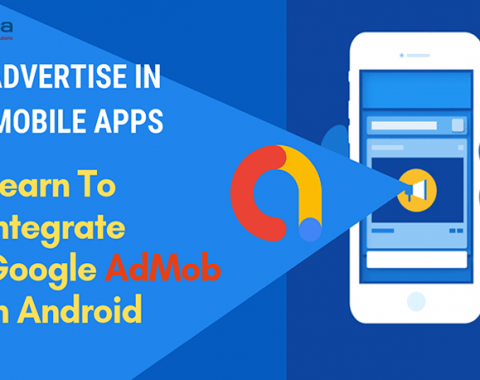 a
ADVERTISE IN
MOBILE APPS
earn To
ntegrate
Google AdMob
n Android